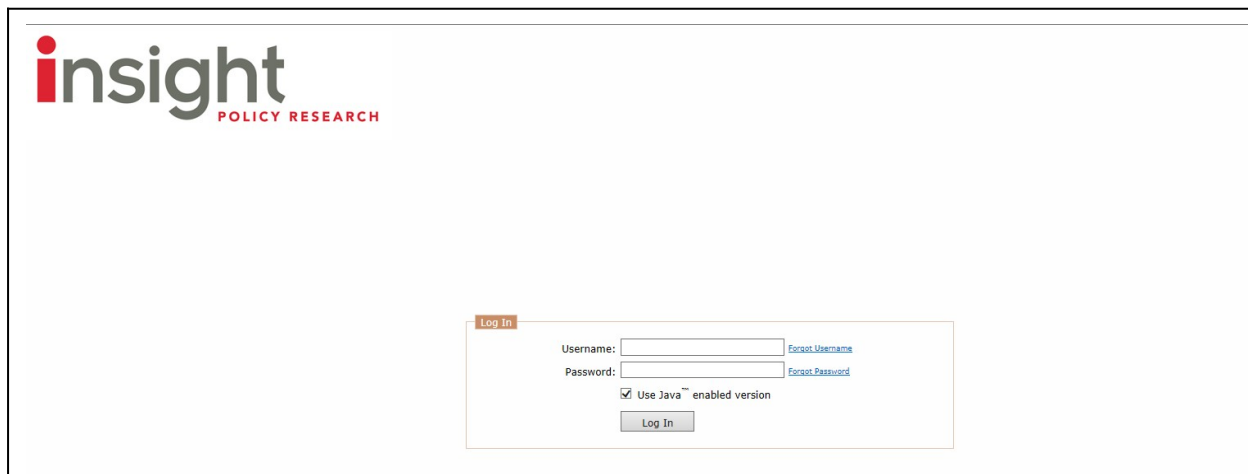 insight
POLICY RESEARCH
Log In
Username: Forgot Username
Password: Forgot Password
Use Java™ enabled version
Log In